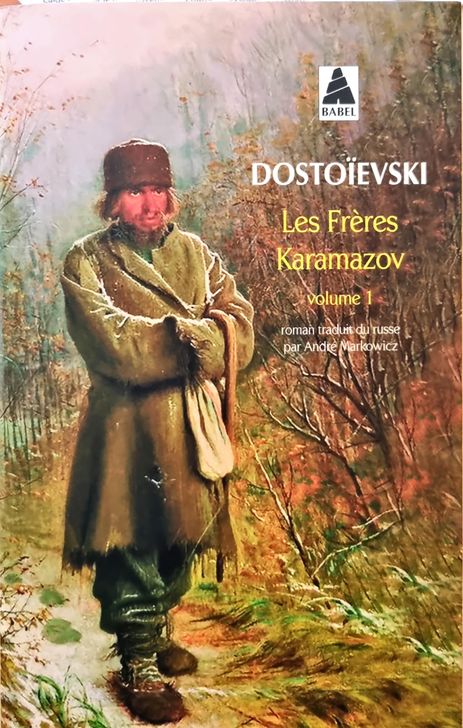 BABEL
DOSTOÏEVSKI
Les Frères
Karamazov
volume 1
roman traduit du russe
par André Markowicz